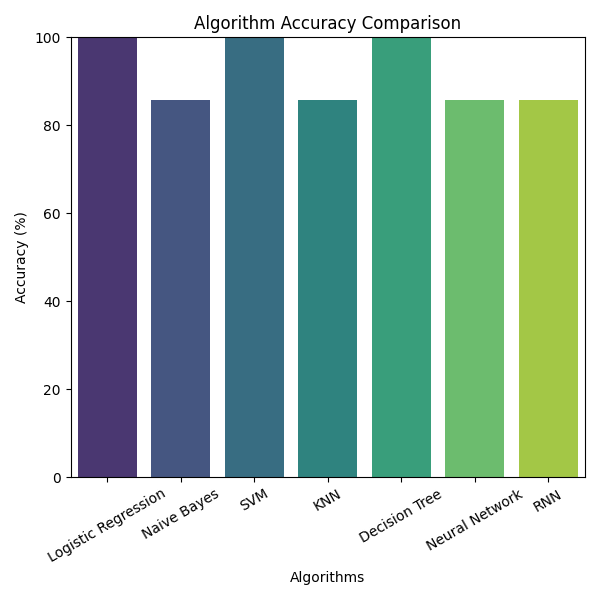 Algorithm Accuracy Comparison
100
80
60
40
20
0
Accuracy (%)
Logistic Regression
Naive Bayes
SVM
KNN
Decision Tree
Neural Network
RNN
Algorithms